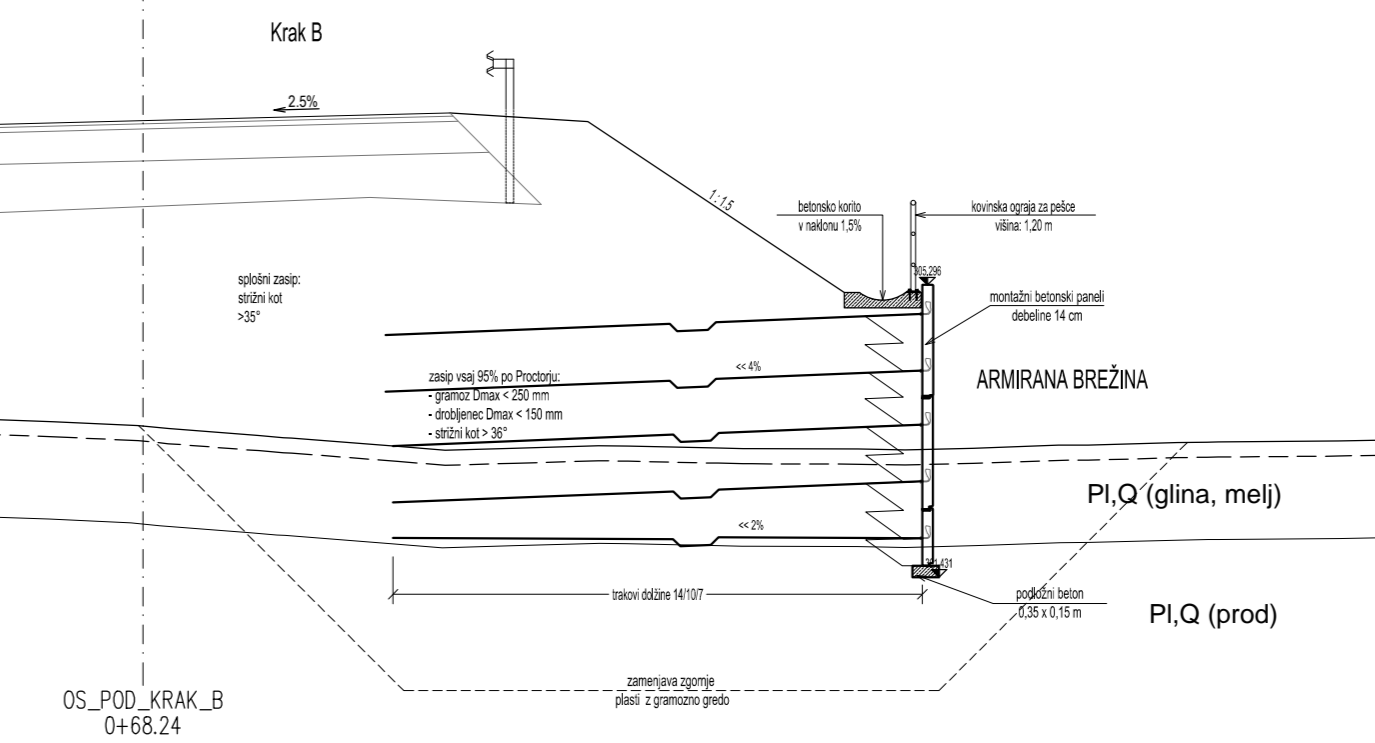 Krak B
2.5%
1:1.5
betonsko korito
v naklonu 1,5%
kovinska ograja za pešce
višina: 1,20 m
305,296
splošni zasip:
strižni kot
>35°
montažni betonski paneli
debeline 14 cm
<< 4%
ARMIRANA BREŽINA
zasip vsaj 95% po Proctorju:
- gramoz Dmax < 250 mm
- drobljenec Dmax < 150 mm
- strižni kot > 36°
Pl,Q (glina, melj)
<< 2%
trakovi dolžine 14/10/7
podložni beton
0,35 x 0,15 m
Pl,Q (prod)
zamenjava zgornje
plasti z gramozno gredo
OS_POD_KRAK_B
0+68.24